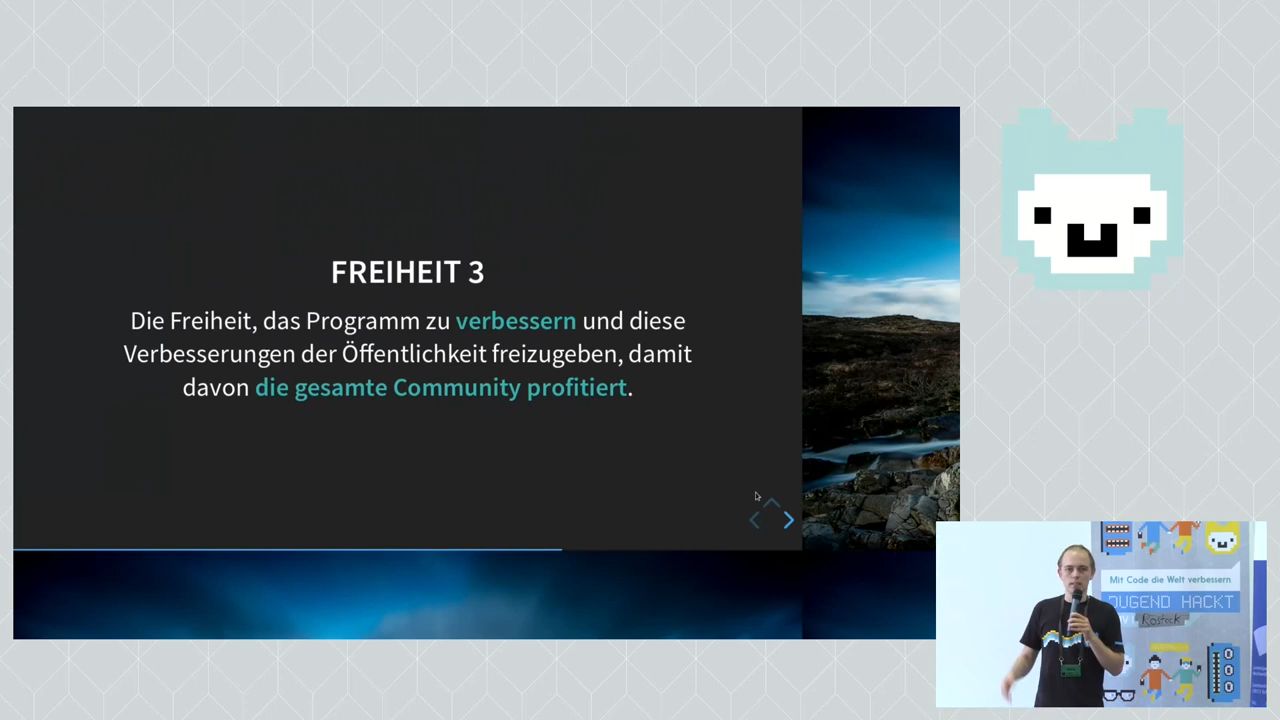 FREIHEIT 3
Die Freiheit, das Programm zu verbessern und diese
Verbesserungen der Öffentlichkeit freizugeben, damit
davon die gesamte Community profitiert.
Mit Code die Welt verbessern
JUGEND HACKT
Rostock